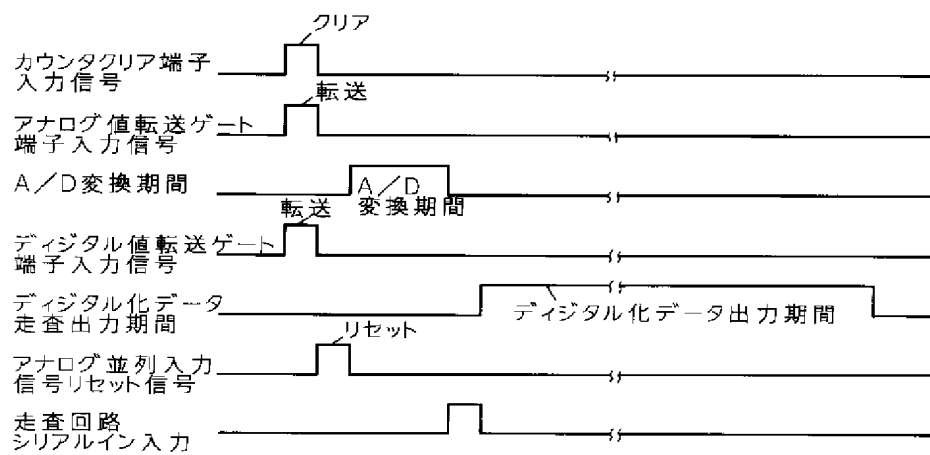 クリア
カウンタクリア端子
入力信号
転送
アナログ値転送ゲート
端子入力信号
A/D変換期間
A/D
変換期間
転送
ディジタル値転送ゲート
端子入力信号
ディジタル化データ
走査出力期間
ディジタル化データ出力期間
リセット
アナログ並列入力
信号リセット信号
走査回路
シリアルイン入力